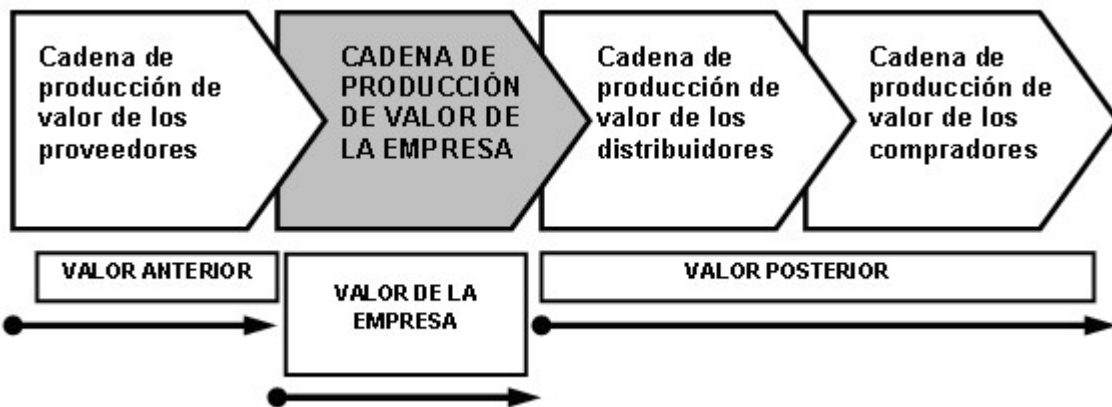 Cadena de
producción de
valor de los
proveedores
CADENA DE
PRODUCCIÓN
DE VALOR DE
LA EMPRESA
Cadena de
producción de
valor de los
distribuidores
Cadena de
producción de
valor de los
compradores
VALOR ANTERIOR
VALOR DE LA
EMPRESA
VALOR POSTERIOR